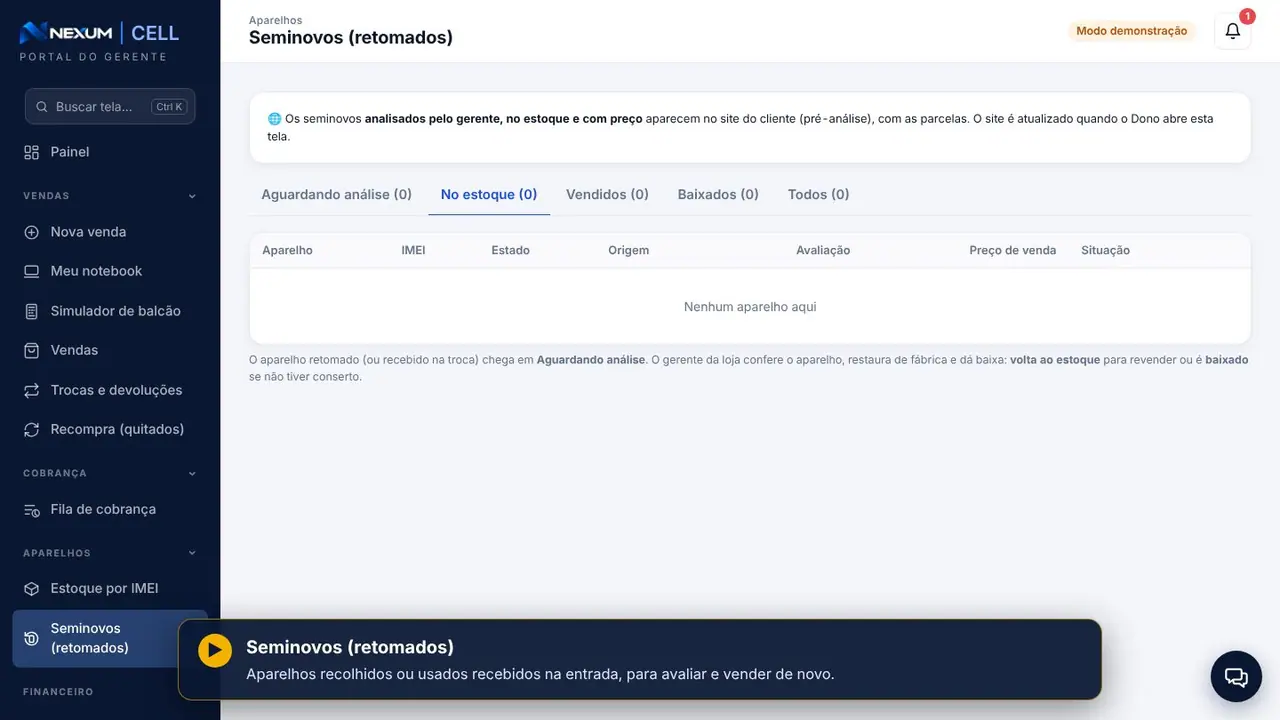 NEXUM | CELL
PORTAL DO GERENTE
Buscar tela... Ctrl K
Painel
VENDAS
Nova venda
Meu notebook
Simulador de balcão
Vendas
Trocas e devoluções
Recompra (quitados)
COBRANÇA
Fila de cobrança
APARELHOS
Estoque por IMEI
Seminovos
(retomados)
FINANCEIRO
Aparelhos
Seminovos (retomados)
Modo demonstração
1
Os seminovos analisados pelo gerente, no estoque e com preço aparecem no site do cliente (pré-análise), com as parcelas. O site é atualizado quando o Dono abre esta
tela.
Aguardando análise (0) No estoque (0) Vendidos (0) Baixados (0) Todos (0)
Aparelho IMEI Estado Origem Avaliação Preço de venda Situação
Nenhum aparelho aqui
O aparelho retomado (ou recebido na troca) chega em Aguardando análise. O gerente da loja confere o aparelho, restaura de fábrica e dá baixa: volta ao estoque para revender ou é baixado
se não tiver conserto.
Seminovos (retomados)
Aparelhos recolhidos ou usados recebidos na entrada, para avaliar e vender de novo.